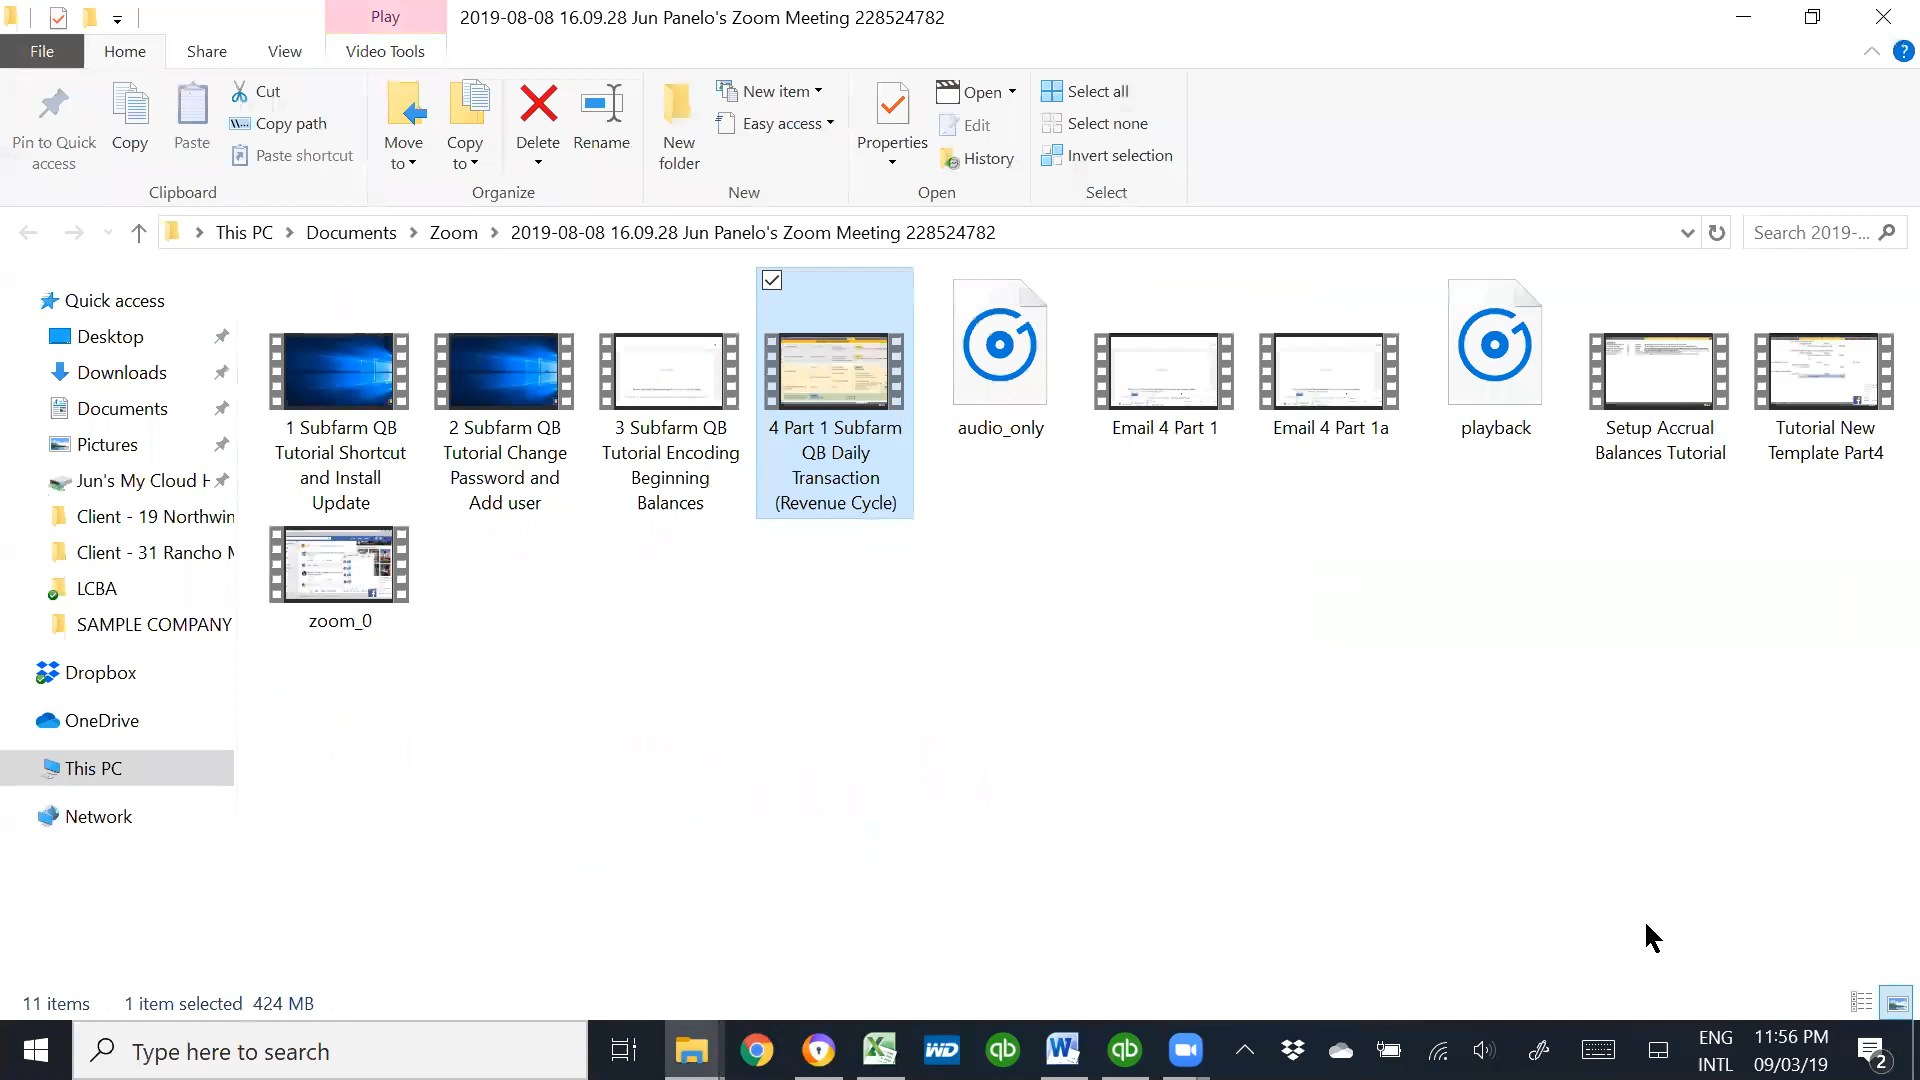 Play
2019-08-08 16.09.28 Jun Panelo's Zoom Meeting 228524782
File
Home
Share
View
Video Tools
?
Pin to Quick access
Copy
Paste
Cut
Copy path
Paste shortcut
Clipboard
Move to
Copy to
Delete
Rename
Organize
New folder
New item
Easy access
New
Properties
Open
Edit
History
Open
Select all
Select none
Invert selection
Select
This PC
Documents
Zoom
2019-08-08 16.09.28 Jun Panelo's Zoom Meeting 228524782
Search 2019-...
Quick access
Desktop
Downloads
Documents
Pictures
Jun's My Cloud H
Client - 19 Northwin
Client - 31 Rancho M
LCBA
SAMPLE COMPANY
Dropbox
OneDrive
This PC
Network
1 Subfarm QB
Tutorial Shortcut
and Install
Update
2 Subfarm QB
Tutorial Change
Password and
Add user
3 Subfarm QB
Tutorial Encoding
Beginning
Balances
4 Part 1 Subfarm
QB Daily
Transaction
(Revenue Cycle)
audio_only
Email 4 Part 1
Email 4 Part 1a
playback
Setup Accrual
Balances Tutorial
Tutorial New
Template Part4
zoom_0
11 items
1 item selected 424 MB
Type here to search
WD
qb
qb
ENG
INTL
11:56 PM
09/03/19
2